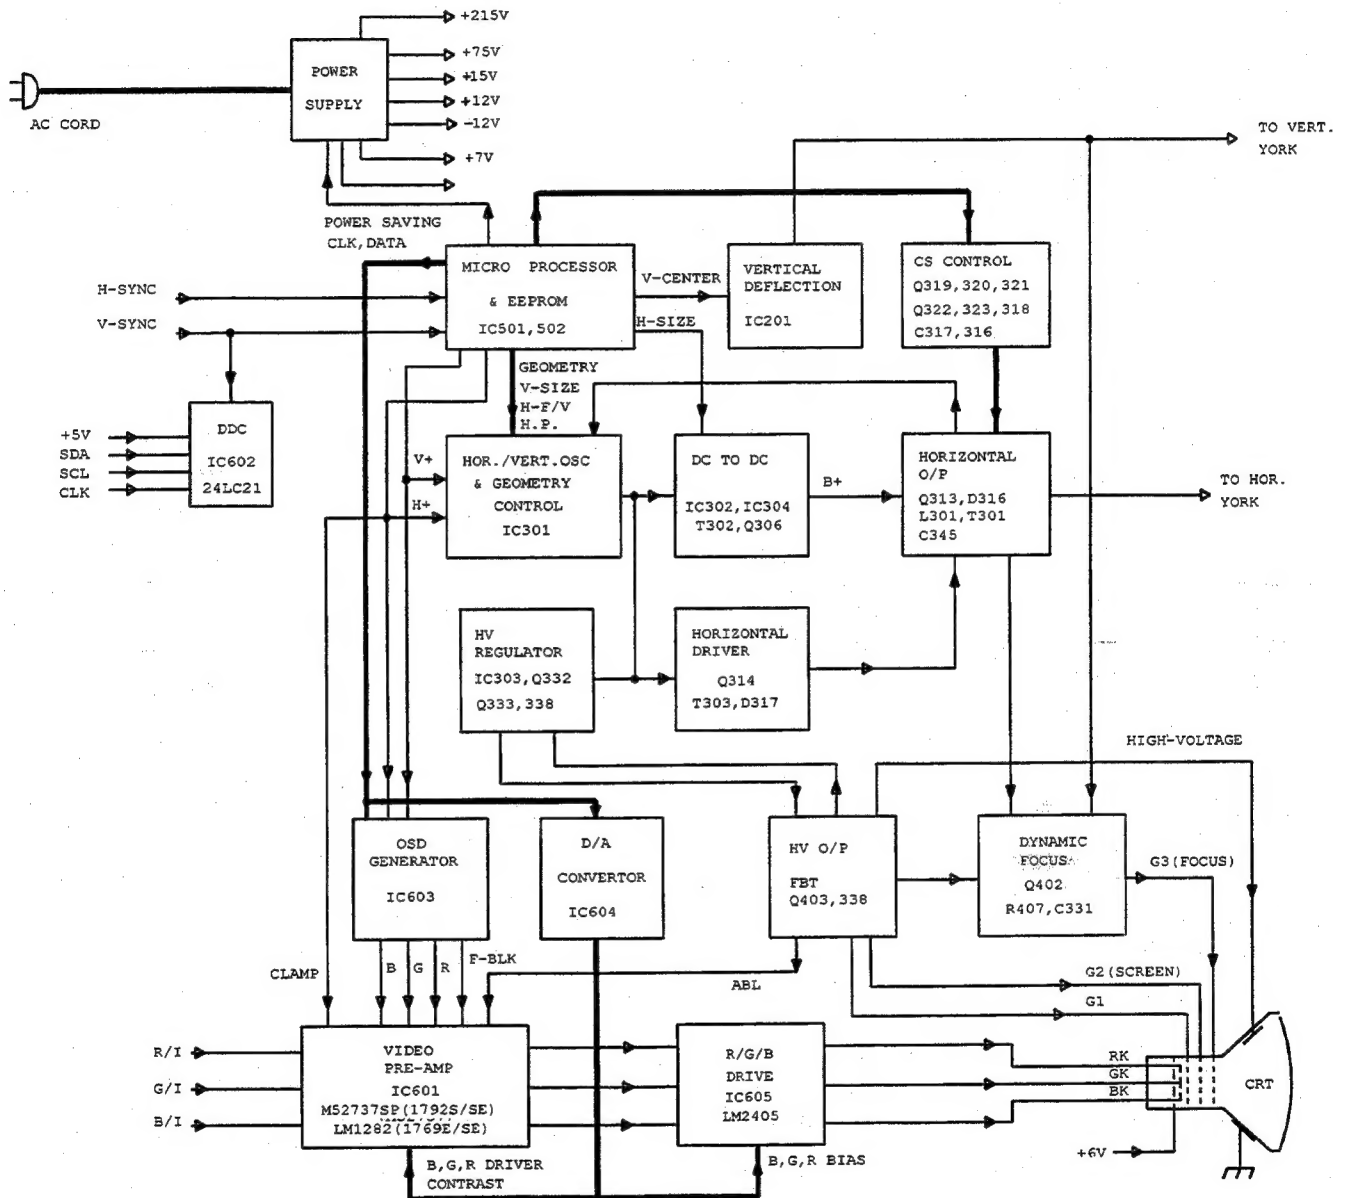 +215V
+75V
POWER
SUPPLY
+15V
+12V
-12V
+7V
AC CORD
TO VERT.
YORK
POWER SAVING
CLK,DATA
MICRO PROCESSOR
& EEPROM
IC501,502
V-CENTER
H-SIZE
VERTICAL
DEFLECTION
IC201
CS CONTROL
Q319,320,321
Q322,323,318
C317,316
H-SYNC
V-SYNC
GEOMETRY
V-SIZE
H-F/V
H.P.
DDC
IC602
24LC21
+5V
SDA
SCL
CLK
V+
H+
HOR./VERT.OSC
& GEOMETRY
CONTROL
IC301
DC TO DC
IC302,IC304
T302,Q306
B+
HORIZONTAL
O/P
Q313,D316
L301,T301
C345
TO HOR.
YORK
HV
REGULATOR
IC303,Q332
Q333,338
HORIZONTAL
DRIVER
Q314
T303,D317
HIGH-VOLTAGE
OSD
GENERATOR
IC603
D/A
CONVERTOR
IC604
HV O/P
FBT
Q403,338
DYNAMIC
FOCUS
Q402
R407,C331
G3(FOCUS)
CLAMP
B
G
R
F-BLK
ABL
G2(SCREEN)
G1
R/I
G/I
B/I
VIDEO
PRE-AMP
IC601
M52737SP(1792S/SE)
LM1282(1769E/SE)
R/G/B
DRIVE
IC605
LM2405
RK
GK
BK
CRT
+6V
B,G,R DRIVER
CONTRAST
B,G,R BIAS